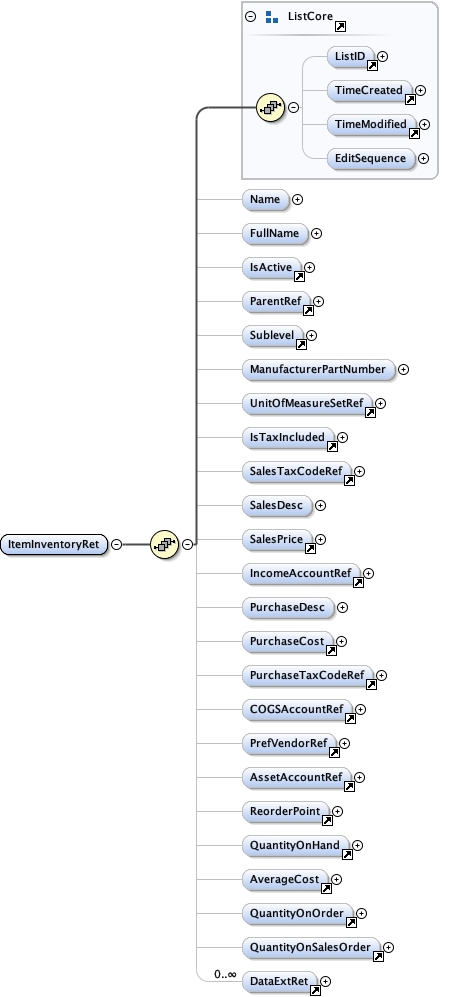 ListCore
ListID
TimeCreated
TimeModified
EditSequence
Name
FullName
IsActive
ParentRef
Sublevel
ManufacturerPartNumber
UnitOfMeasureSetRef
IsTaxIncluded
SalesTaxCodeRef
SalesDesc
SalesPrice
ItemInventoryRet
IncomeAccountRef
PurchaseDesc
PurchaseCost
PurchaseTaxCodeRef
COGSAccountRef
PrefVendorRef
AssetAccountRef
ReorderPoint
QuantityOnHand
AverageCost
QuantityOnOrder
QuantityOnSalesOrder
0..∞
DataExtRet